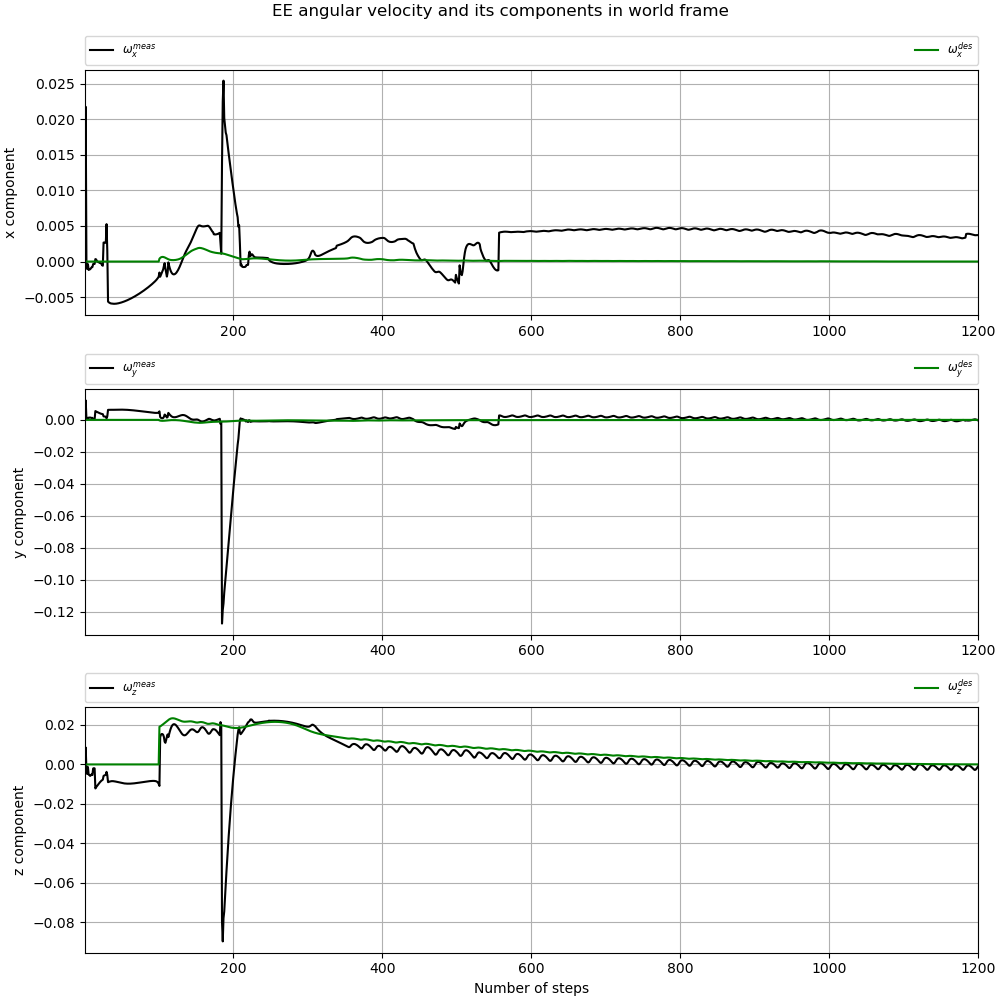 EE angular velocity and its components in world frame
ω_x^{meas} ω_x^{des}
0.025
0.020
0.015
0.010
0.005
0.000
−0.005
x component
200 400 600 800 1000 1200
ω_y^{meas} ω_y^{des}
0.00
−0.02
−0.04
−0.06
−0.08
−0.10
−0.12
y component
200 400 600 800 1000 1200
ω_z^{meas} ω_z^{des}
0.02
0.00
−0.02
−0.04
−0.06
−0.08
z component
200 400 600 800 1000 1200
Number of steps